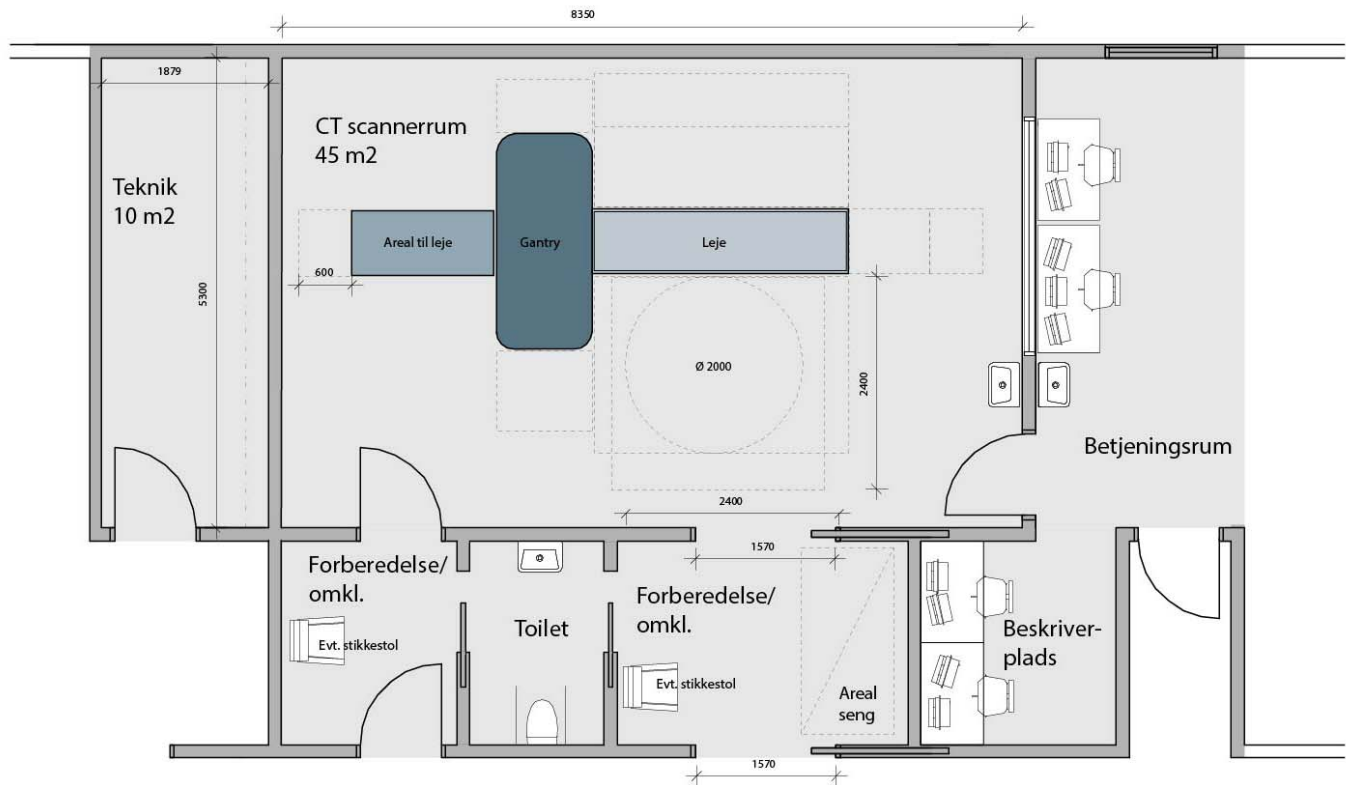 8350
1879
CT scannerrum
45 m2
Teknik
10 m2
Areal til leje
Gantry
Leje
600
5300
Ø 2000
2400
Betjeningsrum
2400
1570
Forberedelse/
omkl.
Evt. stikkestol
Toilet
Forberedelse/
omkl.
Evt. stikkestol
Areal
seng
Beskriver-
plads
1570